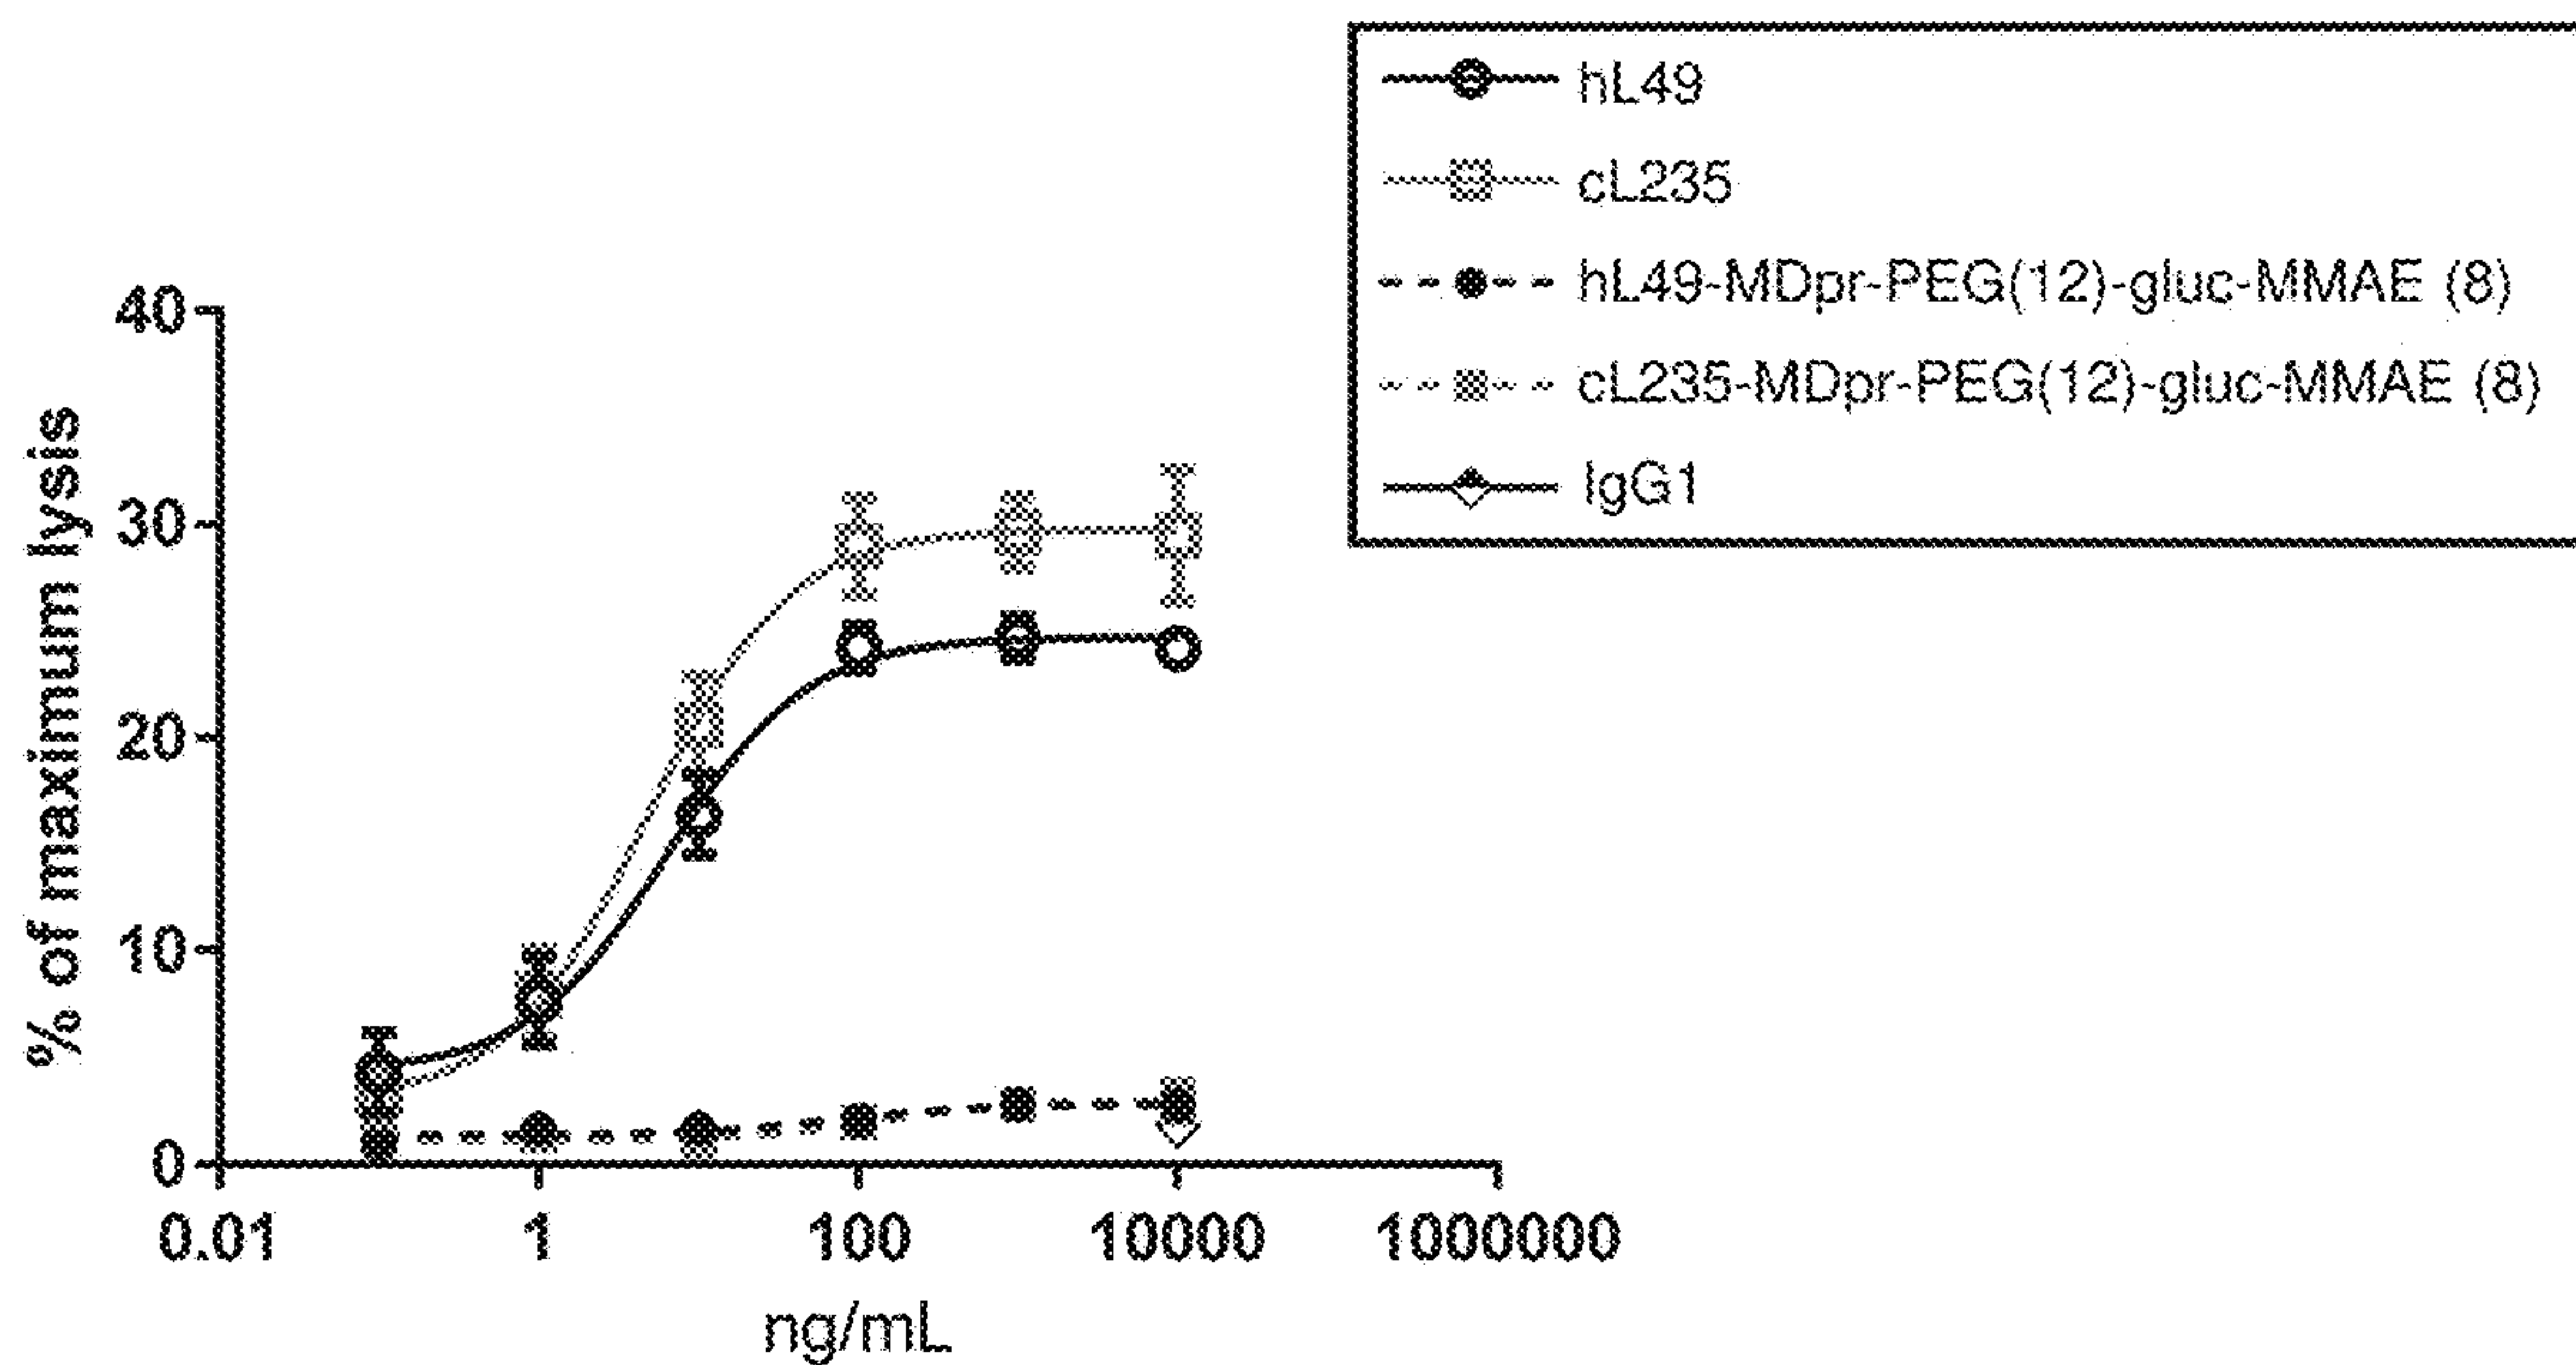 hL49
cL235
hL49-MDpr-PEG(12)-gluc-MMAE (8)
cL235-MDpr-PEG(12)-gluc-MMAE (8)
IgG1
% of maximum lysis
40
30
20
10
0
0.01 1 100 10000 1000000
ng/mL